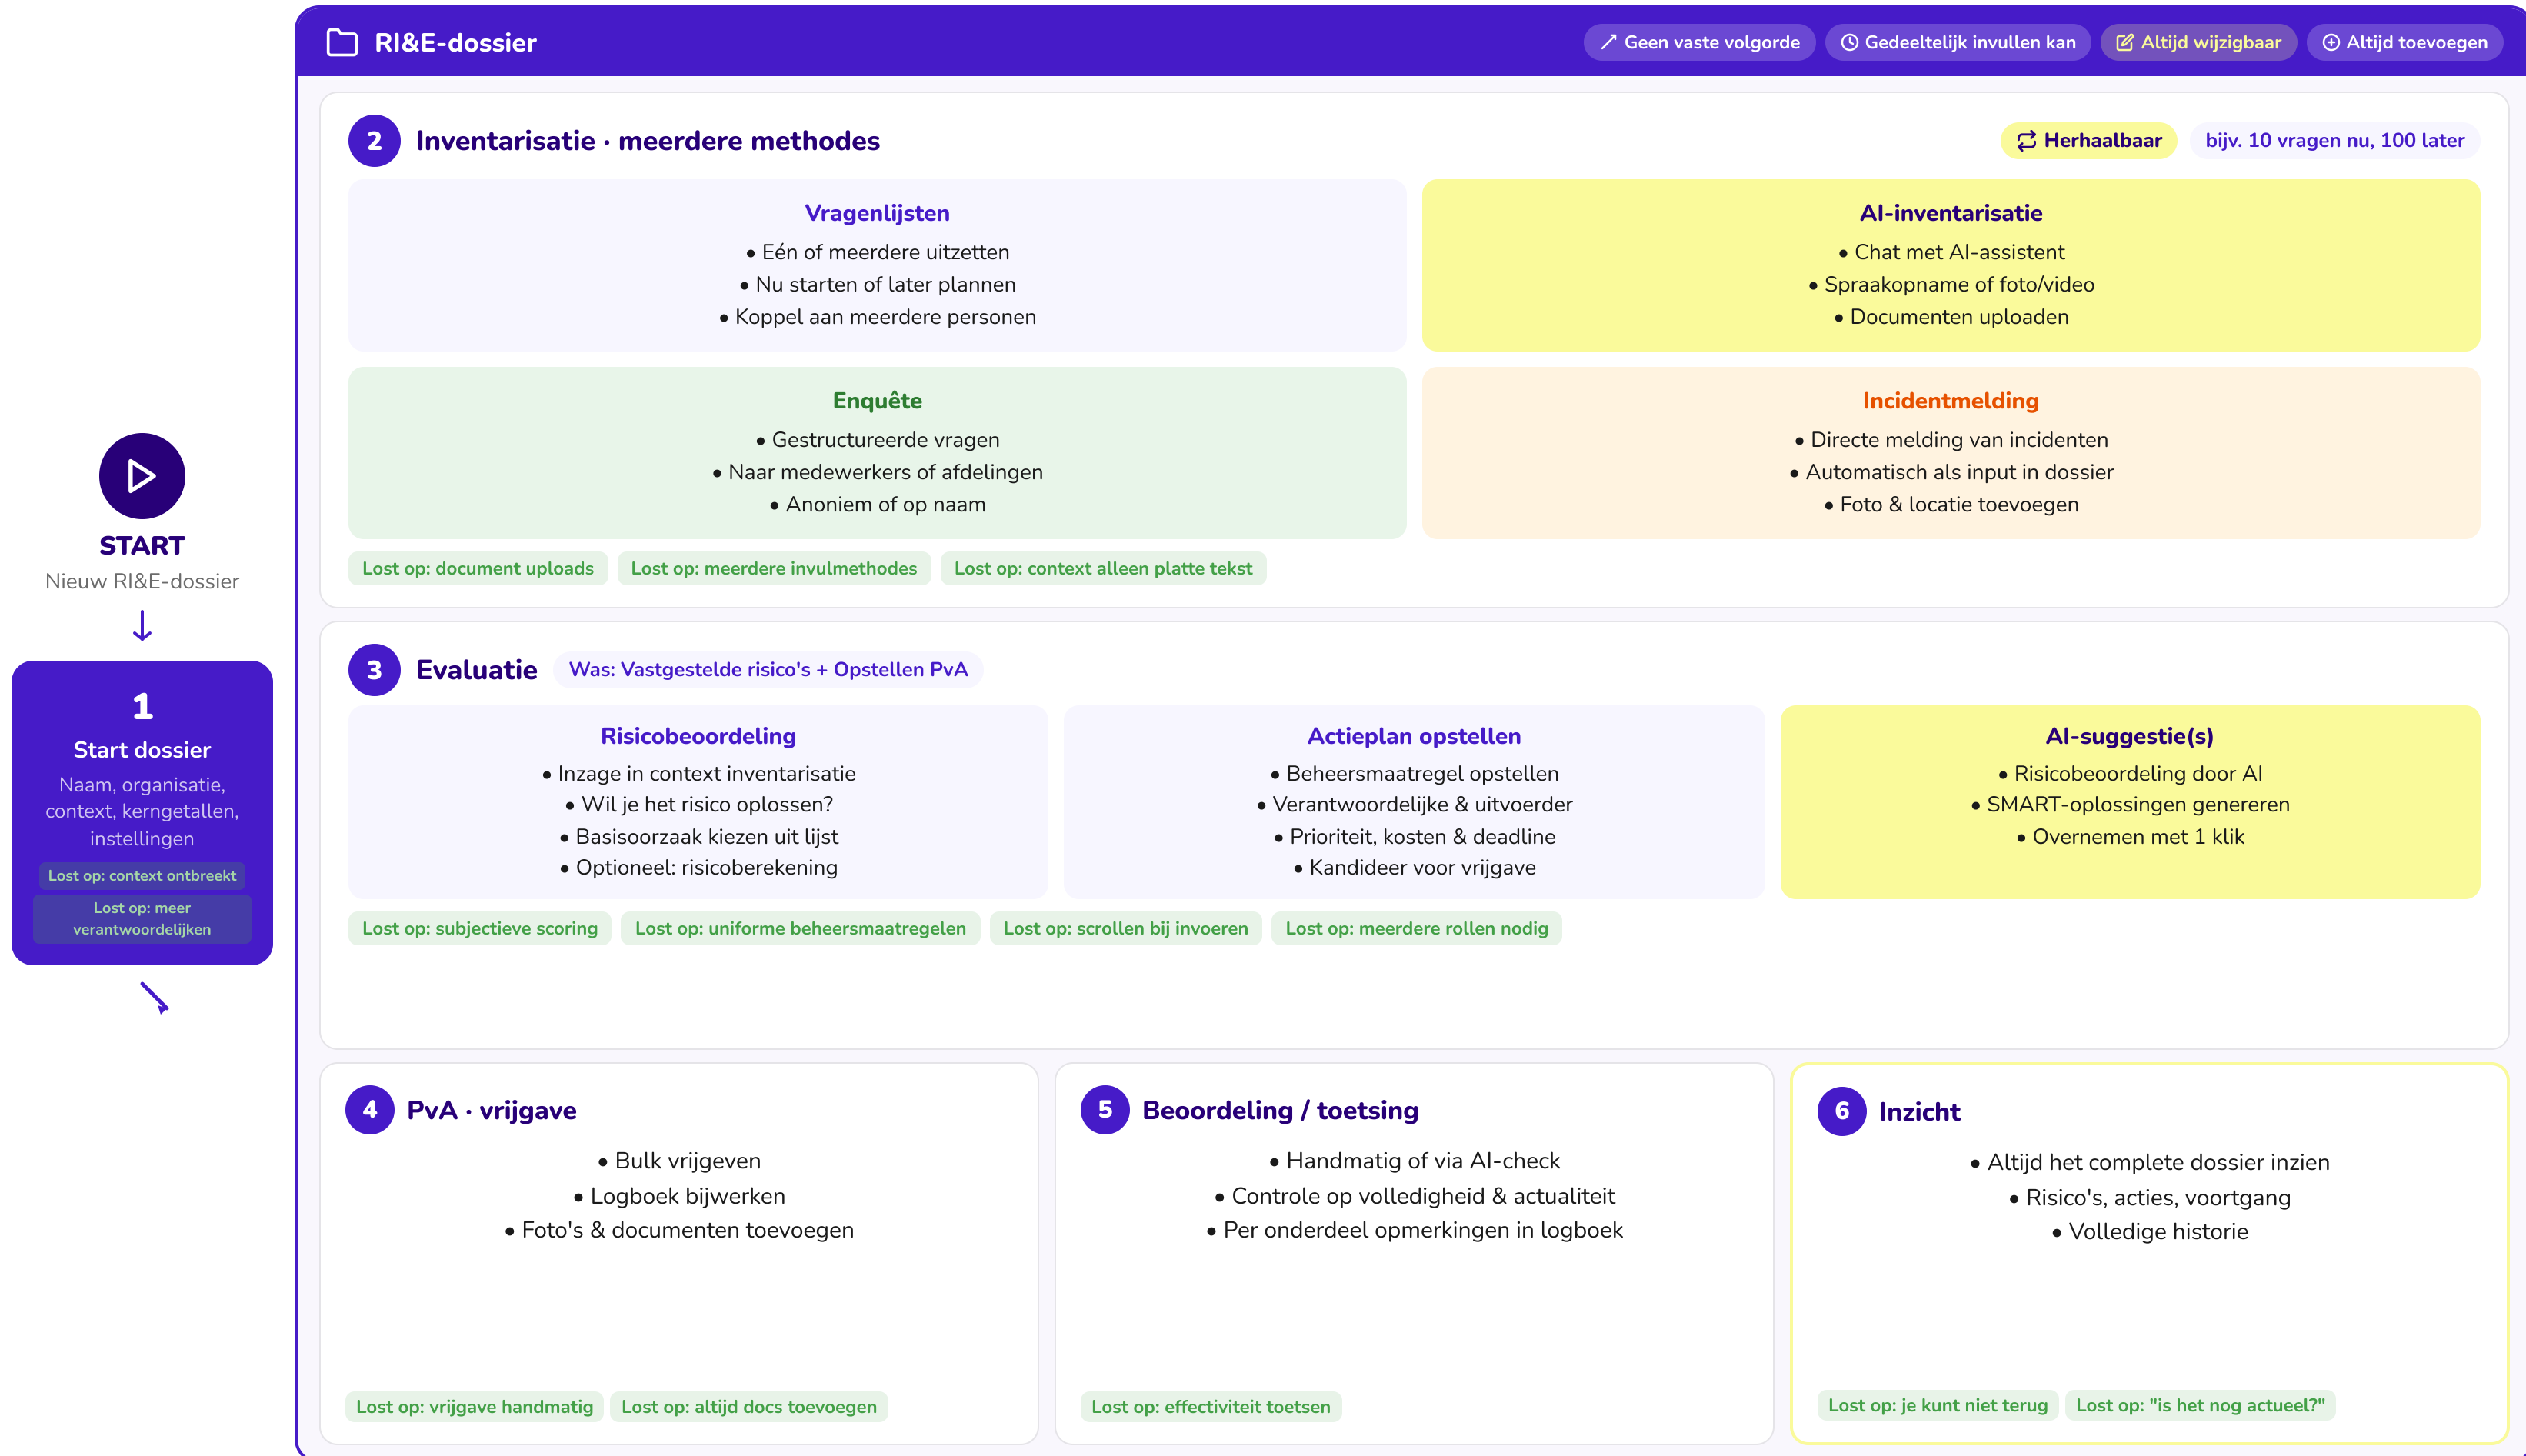 START
Nieuw RI&E-dossier
1
Start dossier
Naam, organisatie,
context, kerngetallen,
instellingen
Lost op: context ontbreekt
Lost op: meer
verantwoordelijken
RI&E-dossier
Geen vaste volgorde
Gedeeltelijk invullen kan
Altijd wijzigbaar
Altijd toevoegen
2
Inventarisatie · meerdere methodes
Herhaalbaar
bijv. 10 vragen nu, 100 later
Vragenlijsten
• Eén of meerdere uitzetten
• Nu starten of later plannen
• Koppel aan meerdere personen
AI-inventarisatie
• Chat met AI-assistent
• Spraakopname of foto/video
• Documenten uploaden
Enquête
• Gestructureerde vragen
• Naar medewerkers of afdelingen
• Anoniem of op naam
Incidentmelding
• Directe melding van incidenten
• Automatisch als input in dossier
• Foto & locatie toevoegen
Lost op: document uploads
Lost op: meerdere invulmethodes
Lost op: context alleen platte tekst
3
Evaluatie
Was: Vastgestelde risico's + Opstellen PvA
Risicobeoordeling
• Inzage in context inventarisatie
• Wil je het risico oplossen?
• Basisoorzaak kiezen uit lijst
• Optioneel: risicoberekening
Actieplan opstellen
• Beheersmaatregel opstellen
• Verantwoordelijke & uitvoerder
• Prioriteit, kosten & deadline
• Kandideer voor vrijgave
AI-suggestie(s)
• Risicobeoordeling door AI
• SMART-oplossingen genereren
• Overnemen met 1 klik
Lost op: subjectieve scoring
Lost op: uniforme beheersmaatregelen
Lost op: scrollen bij invoeren
Lost op: meerdere rollen nodig
4
PvA · vrijgave
• Bulk vrijgeven
• Logboek bijwerken
• Foto's & documenten toevoegen
Lost op: vrijgave handmatig
Lost op: altijd docs toevoegen
5
Beoordeling / toetsing
• Handmatig of via AI-check
• Controle op volledigheid & actualiteit
• Per onderdeel opmerkingen in logboek
Lost op: effectiviteit toetsen
6
Inzicht
• Altijd het complete dossier inzien
• Risico's, acties, voortgang
• Volledige historie
Lost op: je kunt niet terug
Lost op: "is het nog actueel?"